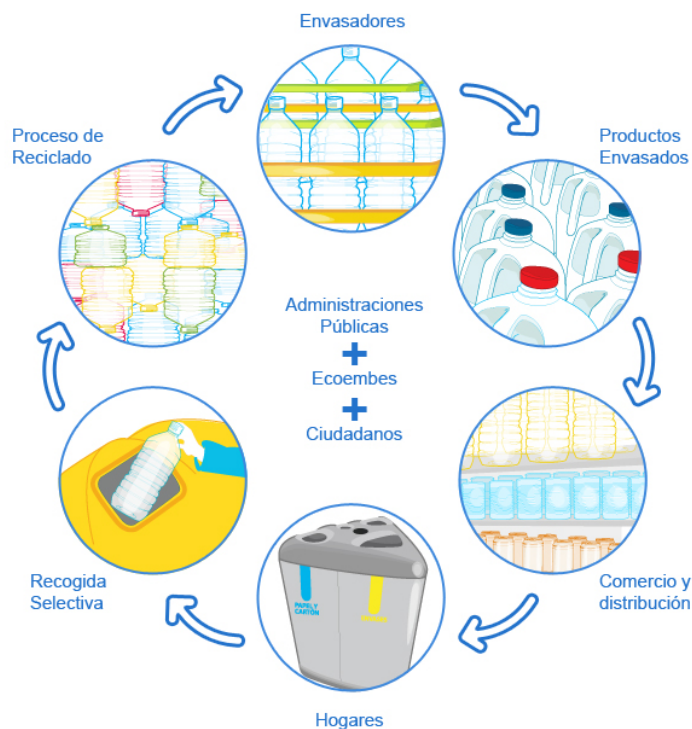 Envasadores
Proceso de
Reciclado
Productos
Envasados
Administraciones
Públicas
+
Ecoembes
+
Ciudadanos
Recogida
Selectiva
PAPEL Y
CARTÓN
Comercio y
distribución
Hogares